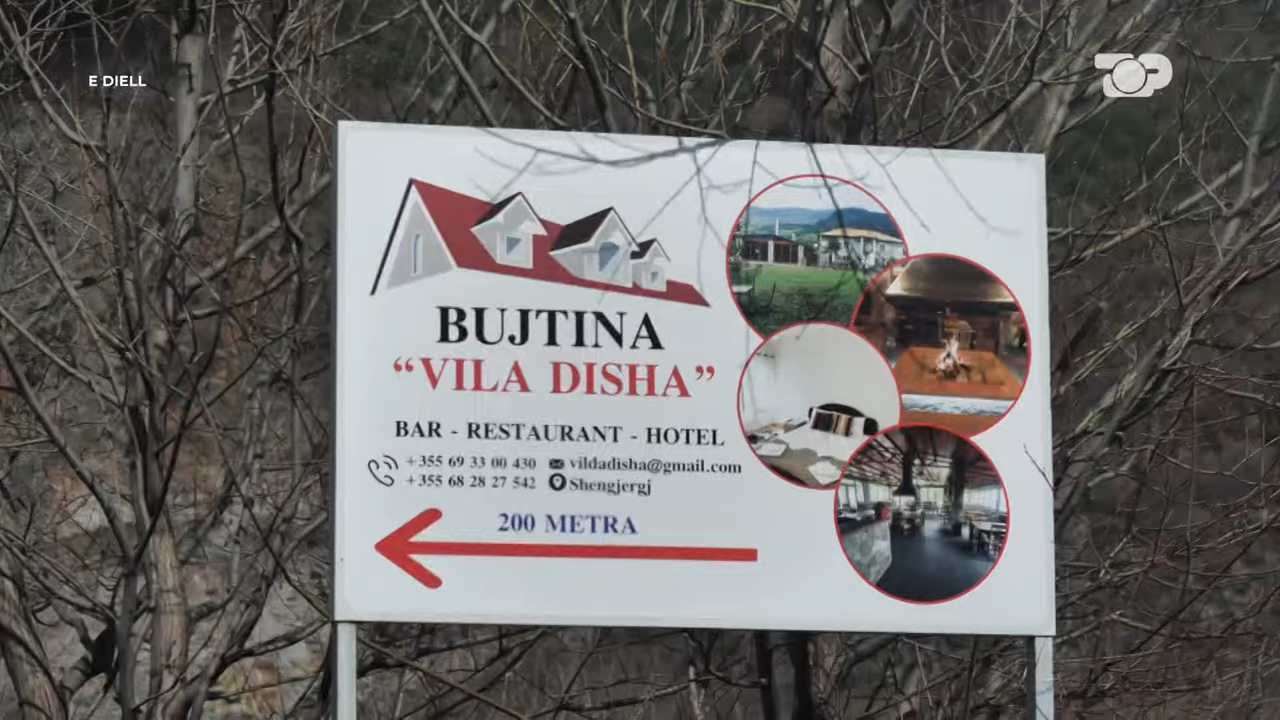 E DIELL
TOP
BUJTINA
“VILA DISHA”
BAR - RESTAURANT - HOTEL
+355 69 33 00 430
vildadisha@gmail.com
+355 68 28 27 542
Shengjergj
200 METRA